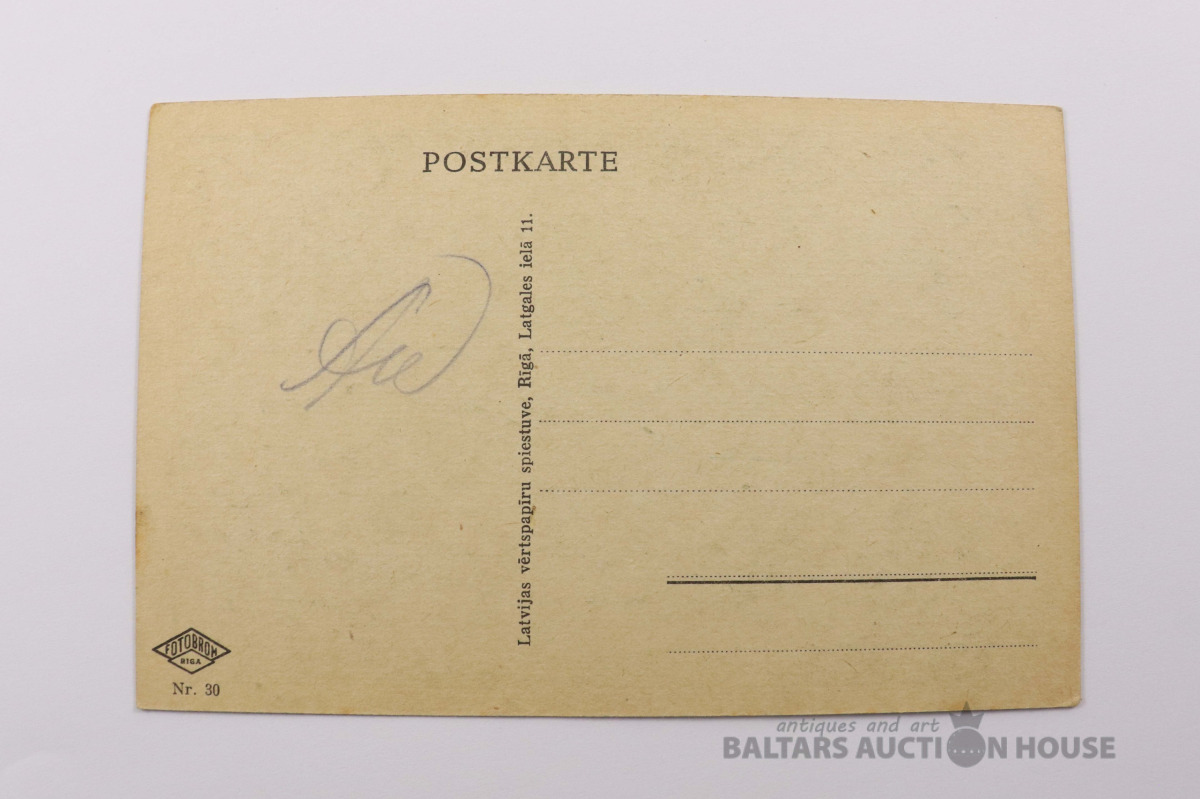 POSTKARTE
Latvijas vērtspapīru spiestuve, Rīgā, Latgales ielā 11.
FOTOBROM
RIGA
Nr. 30
antiques and art
BALTARS AUCTION HOUSE